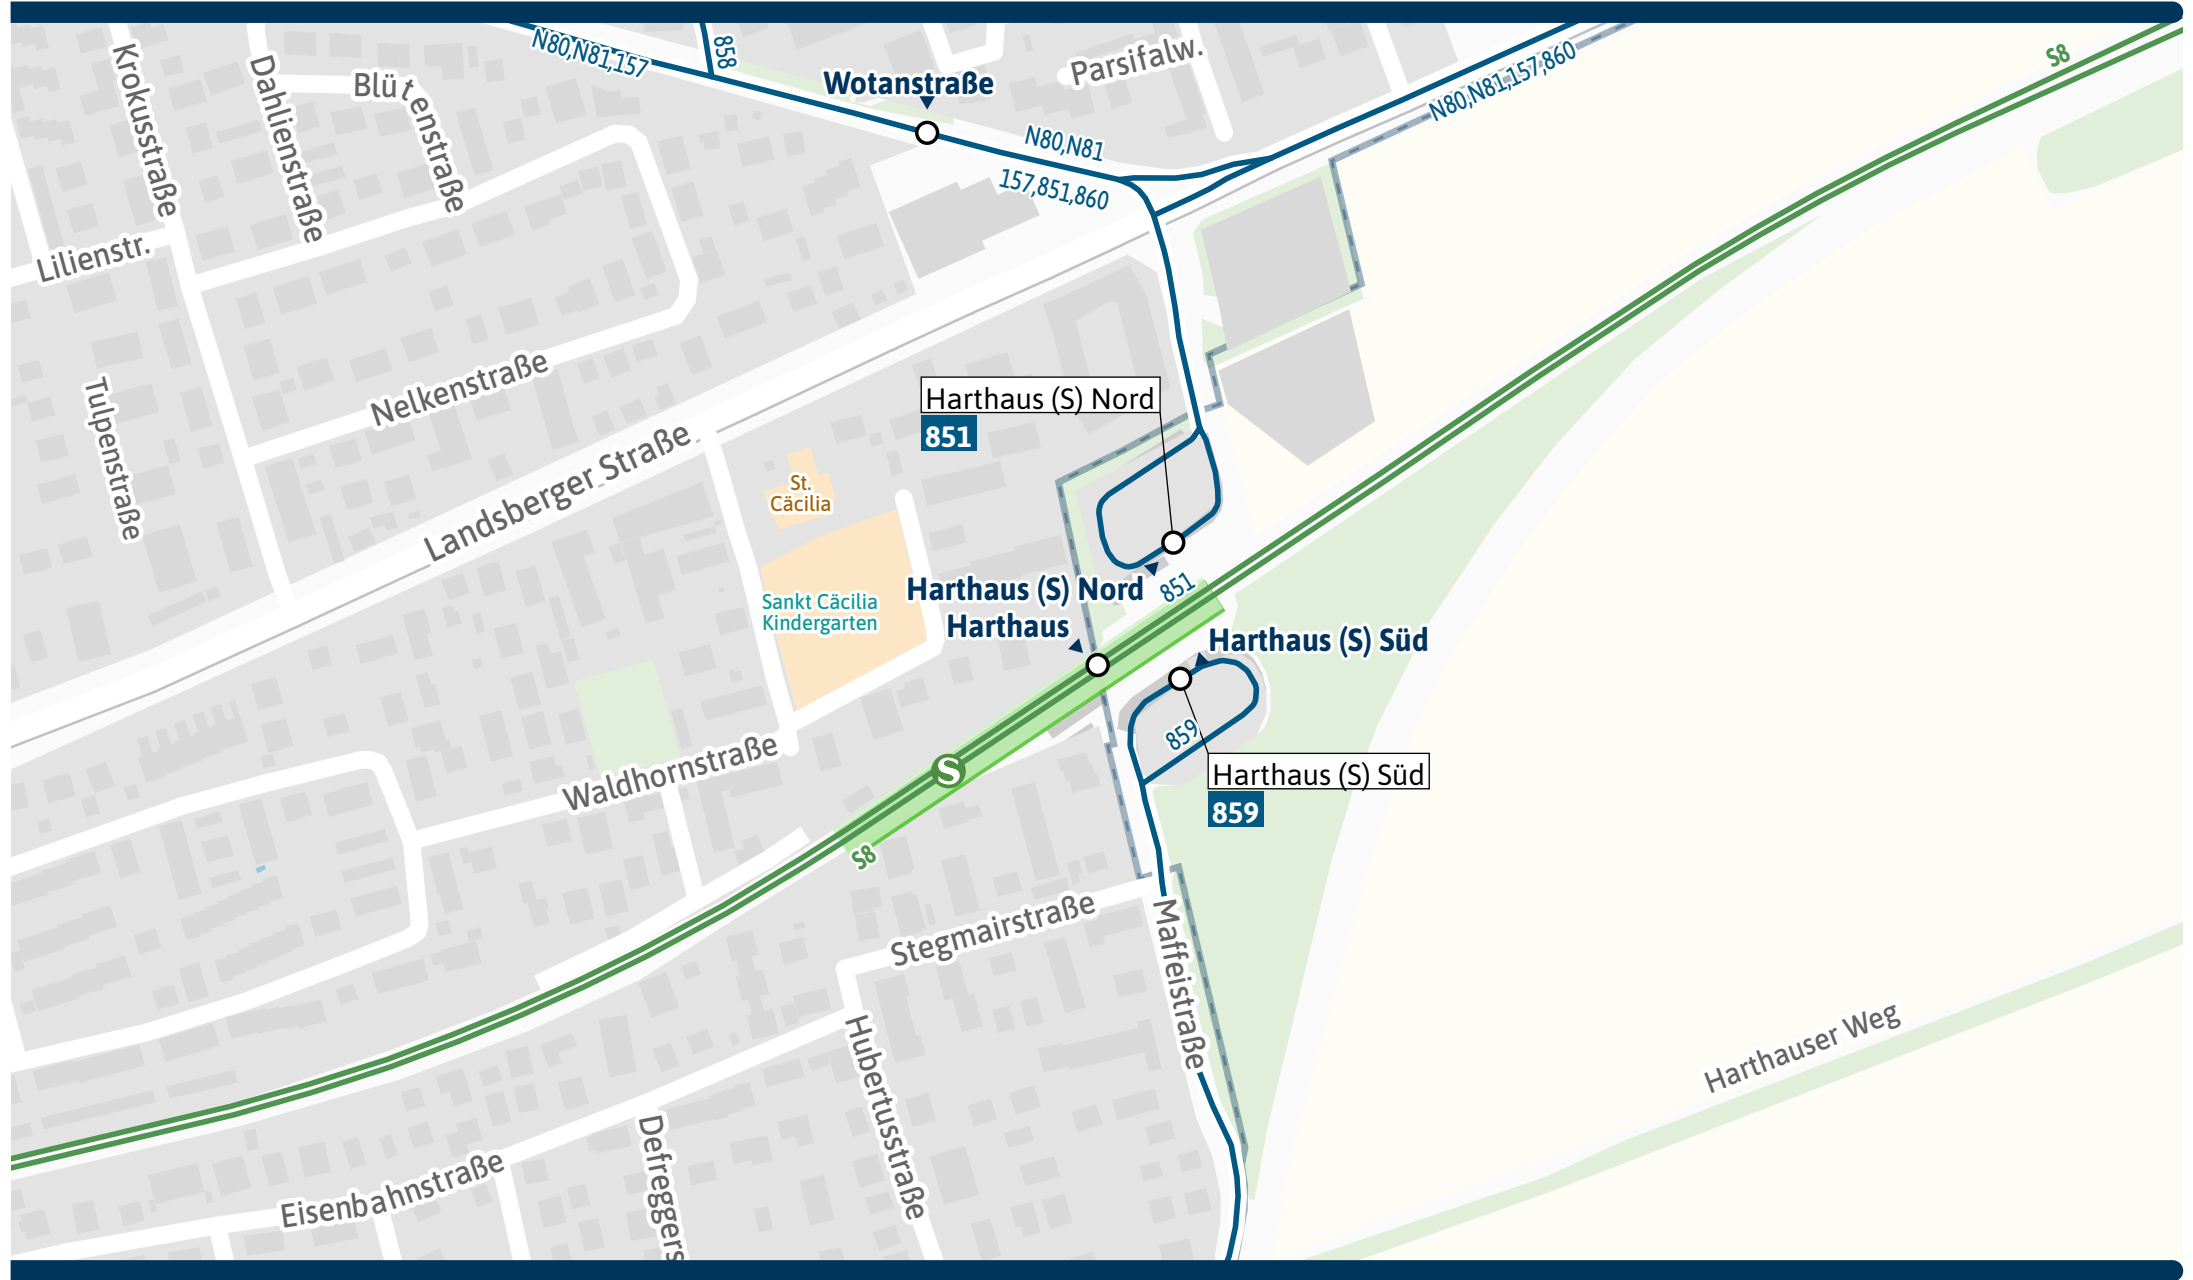 N80,N81,157
858
Wotanstraße
Parsifalw.
N80,N81,157,860
S8
Krokusstraße
Dahlienstraße
Blütenstraße
N80,N81
157,851,860
Lilienstr.
Tulpenstraße
Nelkenstraße
Landsberger Straße
Harthaus (S) Nord
851
St.
Cäcilia
Sankt Cäcilia
Kindergarten
Harthaus (S) Nord
851
Harthaus
Harthaus (S) Süd
859
Harthaus (S) Süd
859
Waldhornstraße
S
S8
Stegmairstraße
Maffeistraße
Hubertusstraße
Harthauser Weg
Defreggers
Eisenbahnstraße